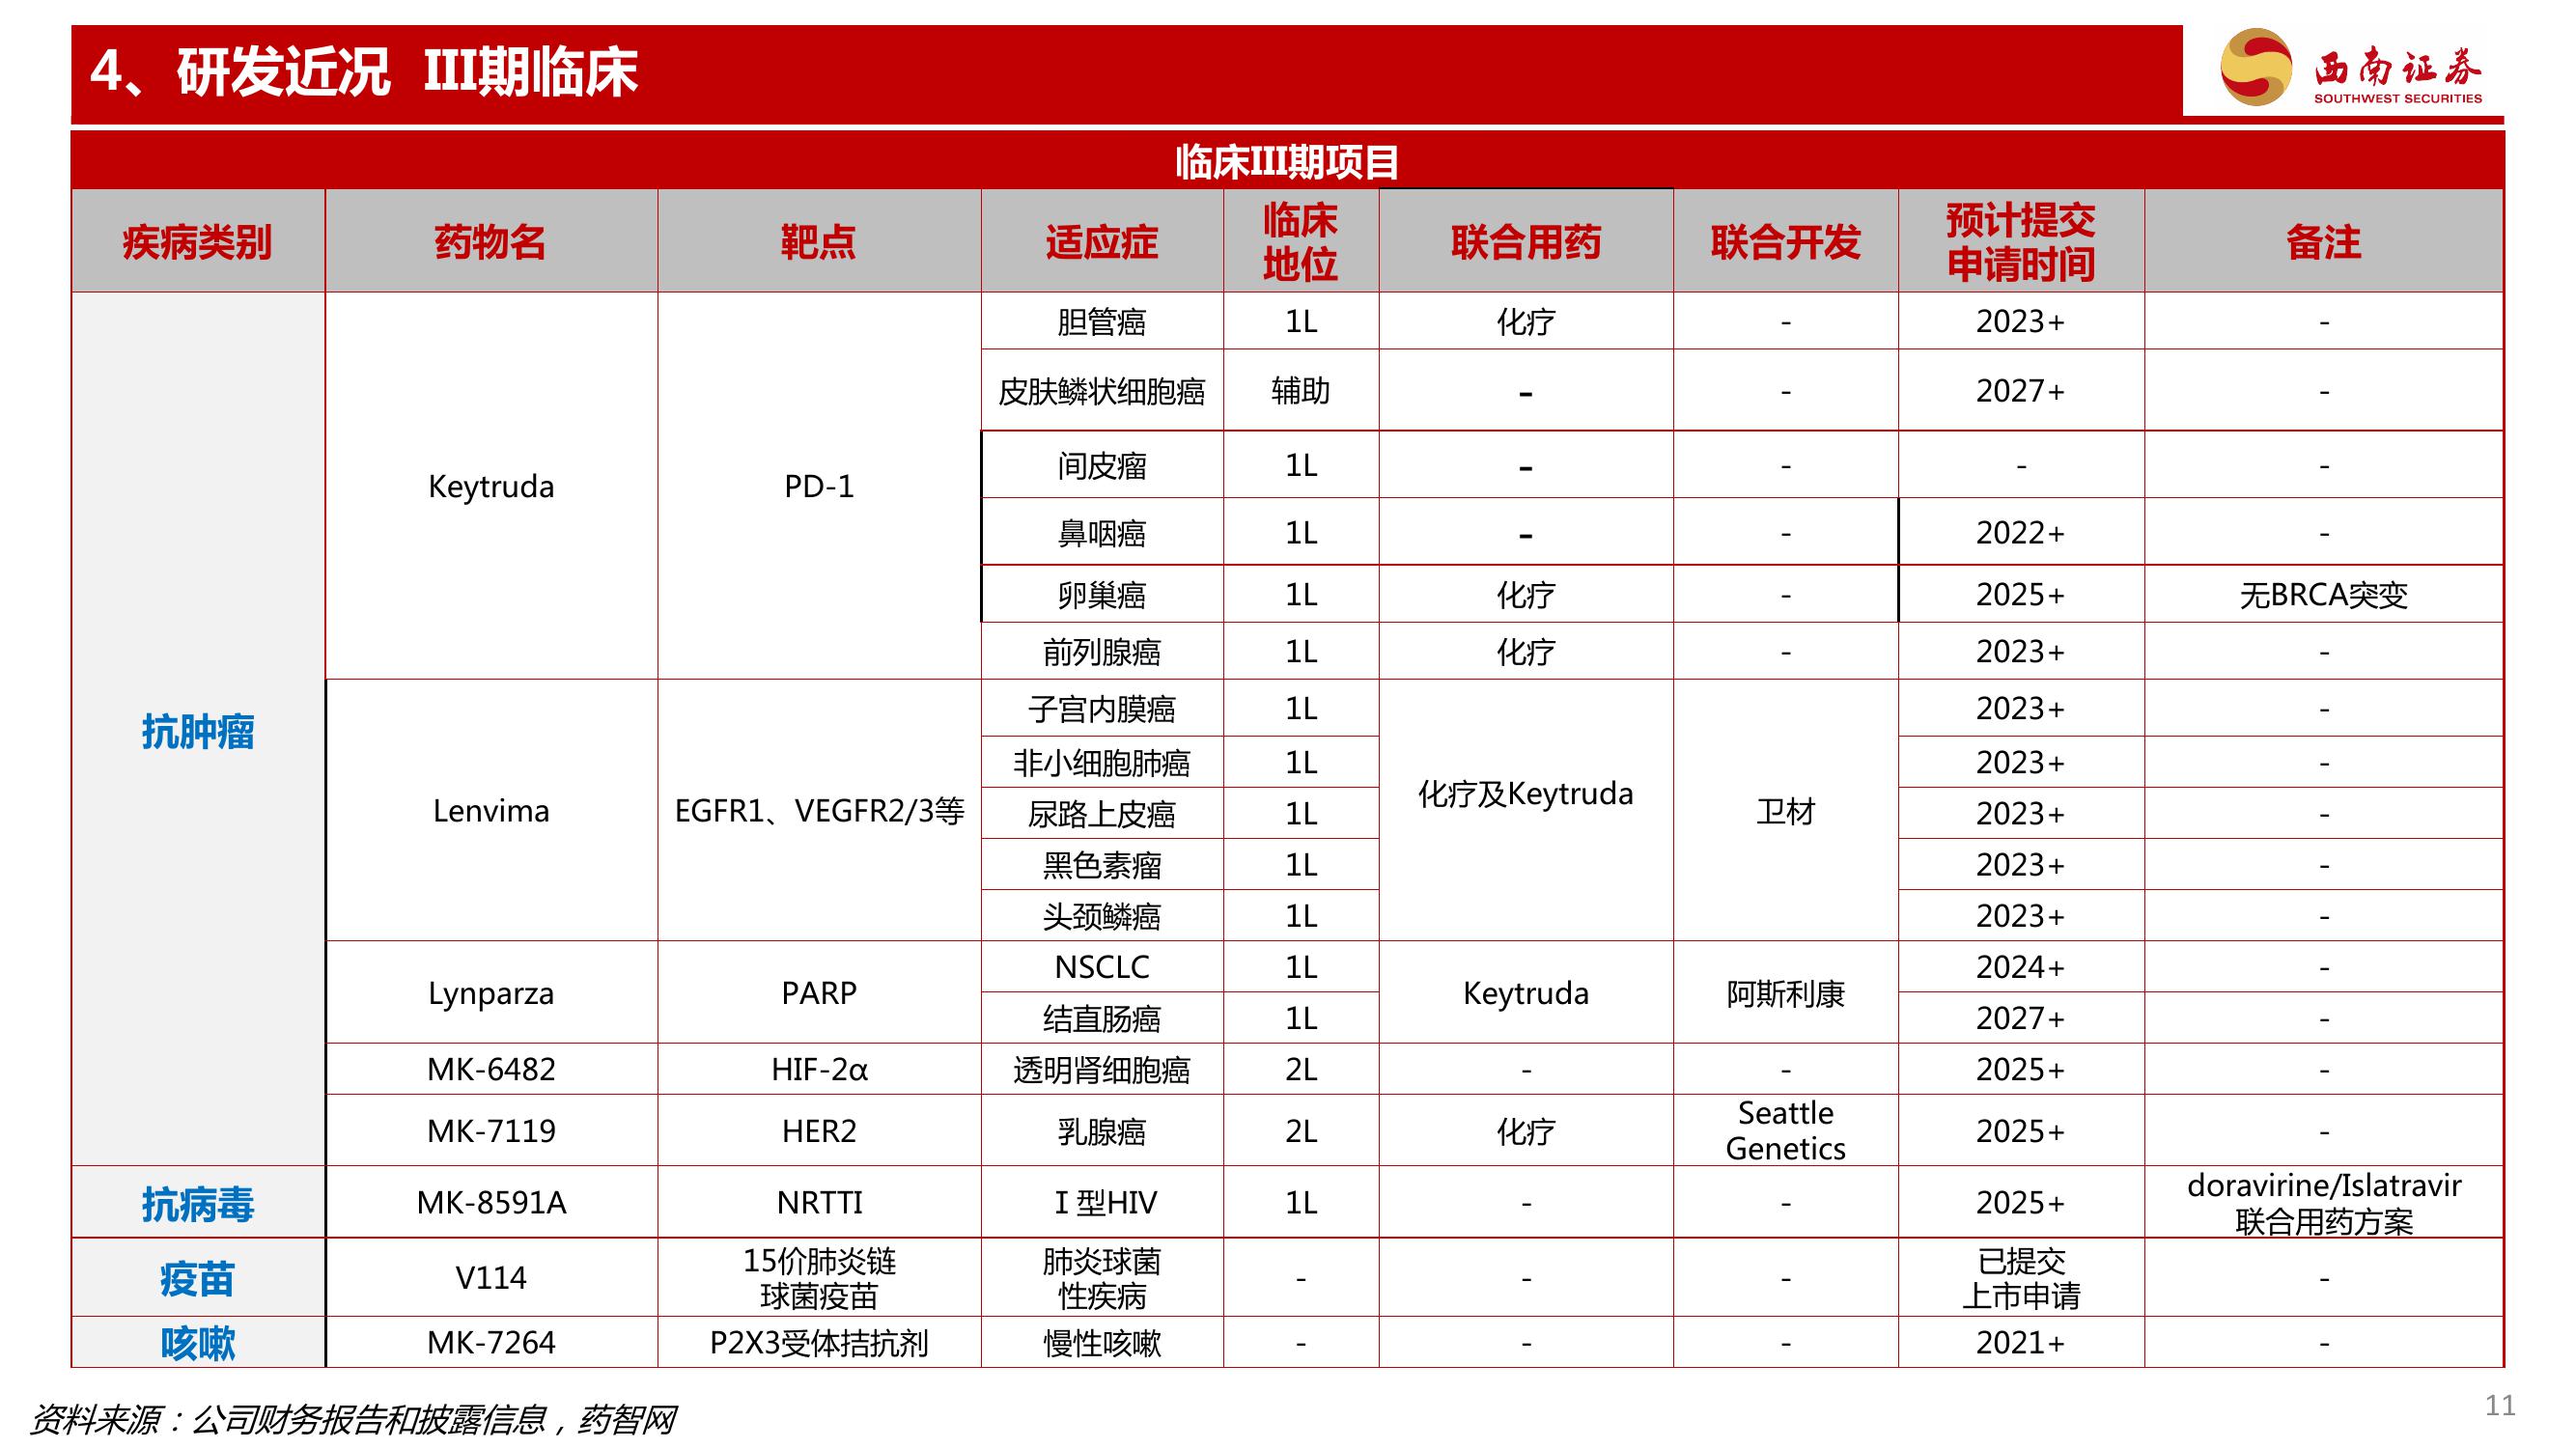 4、研发近况 III期临床
西南证券
SOUTHWEST SECURITIES
临床III期项目
疾病类别 药物名 靶点 适应症 临床地位 联合用药 联合开发 预计提交申请时间 备注
抗肿瘤 Keytruda PD-1 胆管癌 1L 化疗 - 2023+ -
皮肤鳞状细胞癌 辅助 - - 2027+ -
间皮瘤 1L - - - -
鼻咽癌 1L - - 2022+ -
卵巢癌 1L 化疗 - 2025+ 无BRCA突变
前列腺癌 1L 化疗 - 2023+ -
Lenvima EGFR1、VEGFR2/3等 子宫内膜癌 1L 化疗及Keytruda 卫材 2023+ -
非小细胞肺癌 1L 2023+ -
尿路上皮癌 1L 2023+ -
黑色素瘤 1L 2023+ -
头颈鳞癌 1L 2023+ -
Lynparza PARP NSCLC 1L Keytruda 阿斯利康 2024+ -
结直肠癌 1L 2027+ -
MK-6482 HIF-2α 透明肾细胞癌 2L - - 2025+ -
MK-7119 HER2 乳腺癌 2L 化疗 Seattle Genetics 2025+ -
抗病毒 MK-8591A NRTTI I 型HIV 1L - - 2025+ doravirine/Islatravir联合用药方案
疫苗 V114 15价肺炎链球菌疫苗 肺炎球菌性疾病 - - - 已提交上市申请 -
咳嗽 MK-7264 P2X3受体拮抗剂 慢性咳嗽 - - - 2021+ -
资料来源：公司财务报告和披露信息，药智网
11